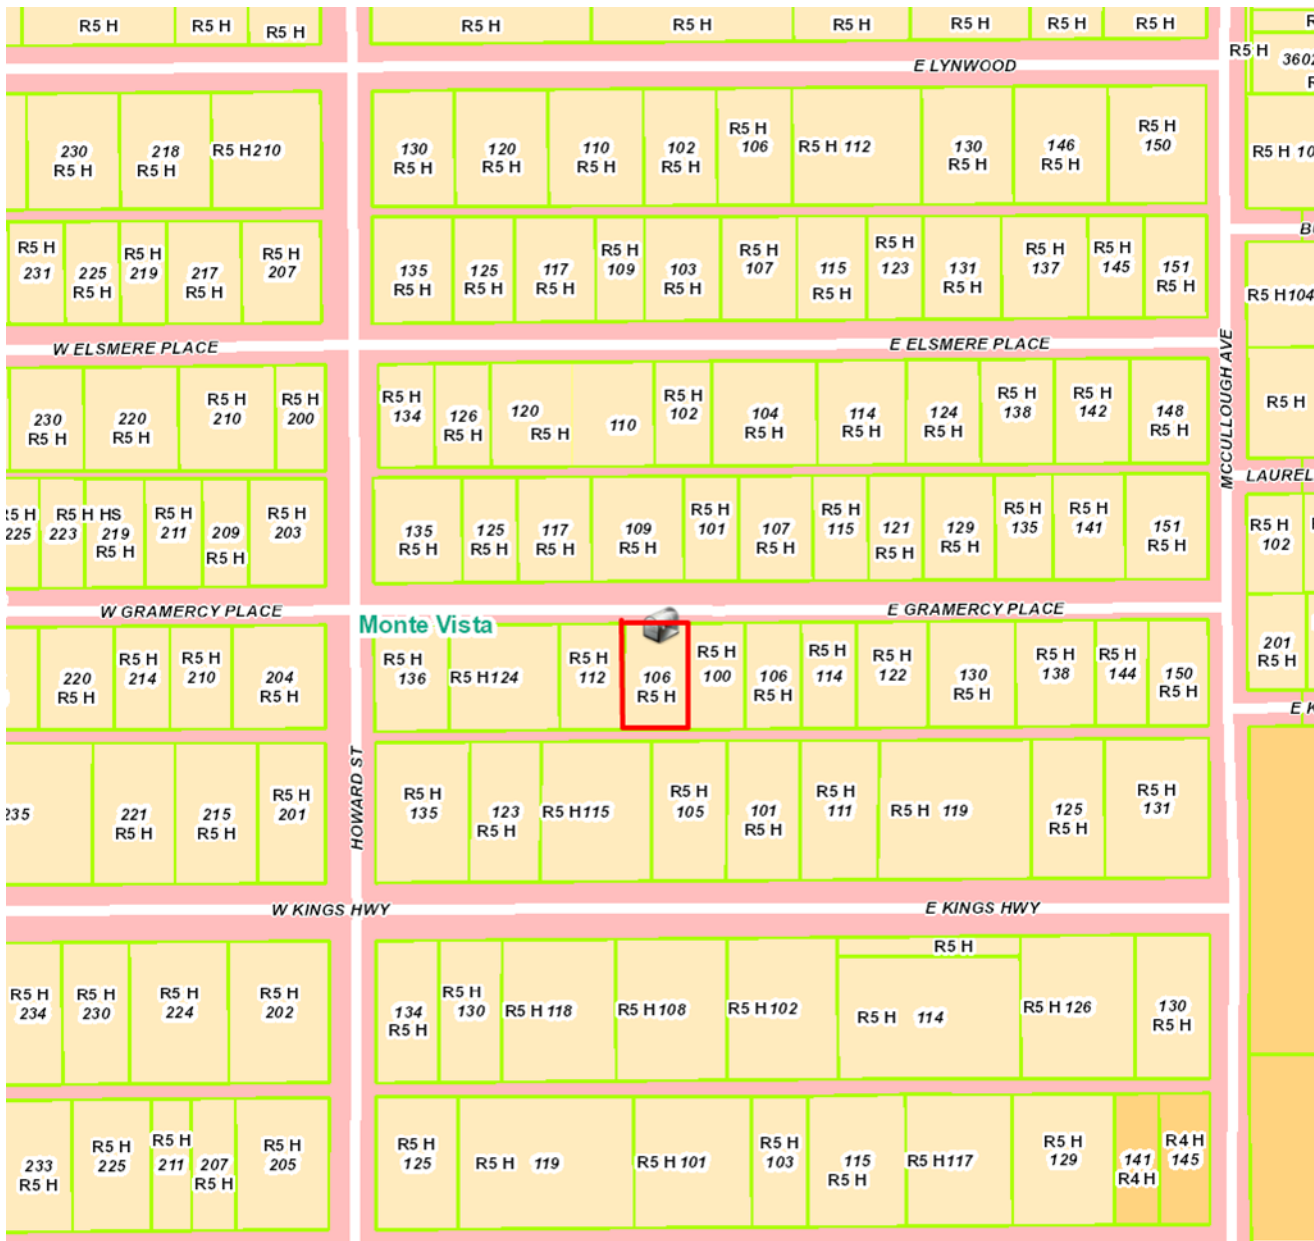 R5 H R5 H R5 H R5 H R5 H R5 H R5 H R5 H R5 H
E LYNWOOD
R5 H
230 R5 H
218 R5 H
R5 H 210
130 R5 H
120 R5 H
110 R5 H
102 R5 H
R5 H 106
R5 H 112
130 R5 H
146 R5 H
R5 H 150
R5 H
R5 H 231
225 R5 H
R5 H 219
217 R5 H
R5 H 207
135 R5 H
125 R5 H
117 R5 H
R5 H 109
103 R5 H
R5 H 107
115 R5 H
R5 H 123
131 R5 H
R5 H 137
R5 H 145
151 R5 H
R5 H 104
W ELSMERE PLACE
E ELSMERE PLACE
MCCULLOUGH AVE
230 R5 H
220 R5 H
R5 H 210
R5 H 200
R5 H 134
126 R5 H
120 R5 H
110
R5 H 102
104 R5 H
114 R5 H
124 R5 H
R5 H 138
R5 H 142
148 R5 H
R5 H
LAUREL
R5 H 225
R5 H 223
HS 219 R5 H
R5 H 211
209 R5 H
R5 H 203
135 R5 H
125 R5 H
117 R5 H
109 R5 H
R5 H 101
107 R5 H
R5 H 115
121 R5 H
129 R5 H
R5 H 135
R5 H 141
151 R5 H
R5 H 102
W GRAMERCY PLACE
E GRAMERCY PLACE
Monte Vista
220 R5 H
R5 H 214
R5 H 210
204 R5 H
R5 H 136
R5 H 124
R5 H 112
106 R5 H
R5 H 100
106 R5 H
R5 H 114
R5 H 122
130 R5 H
R5 H 138
R5 H 144
150 R5 H
201 R5 H
E K
HOWARD ST
235
221 R5 H
215 R5 H
R5 H 201
R5 H 135
123 R5 H
R5 H 115
R5 H 105
101 R5 H
R5 H 111
R5 H 119
125 R5 H
R5 H 131
W KINGS HWY
E KINGS HWY
R5 H 234
R5 H 230
R5 H 224
R5 H 202
134 R5 H
R5 H 130
R5 H 118
R5 H 108
R5 H 102
R5 H
R5 H 114
R5 H 126
130 R5 H
233 R5 H
R5 H 225
R5 H 211
207 R5 H
R5 H 205
R5 H 125
R5 H 119
R5 H 101
R5 H 103
115 R5 H
R5 H 117
R5 H 129
141 R4 H
R4 H 145